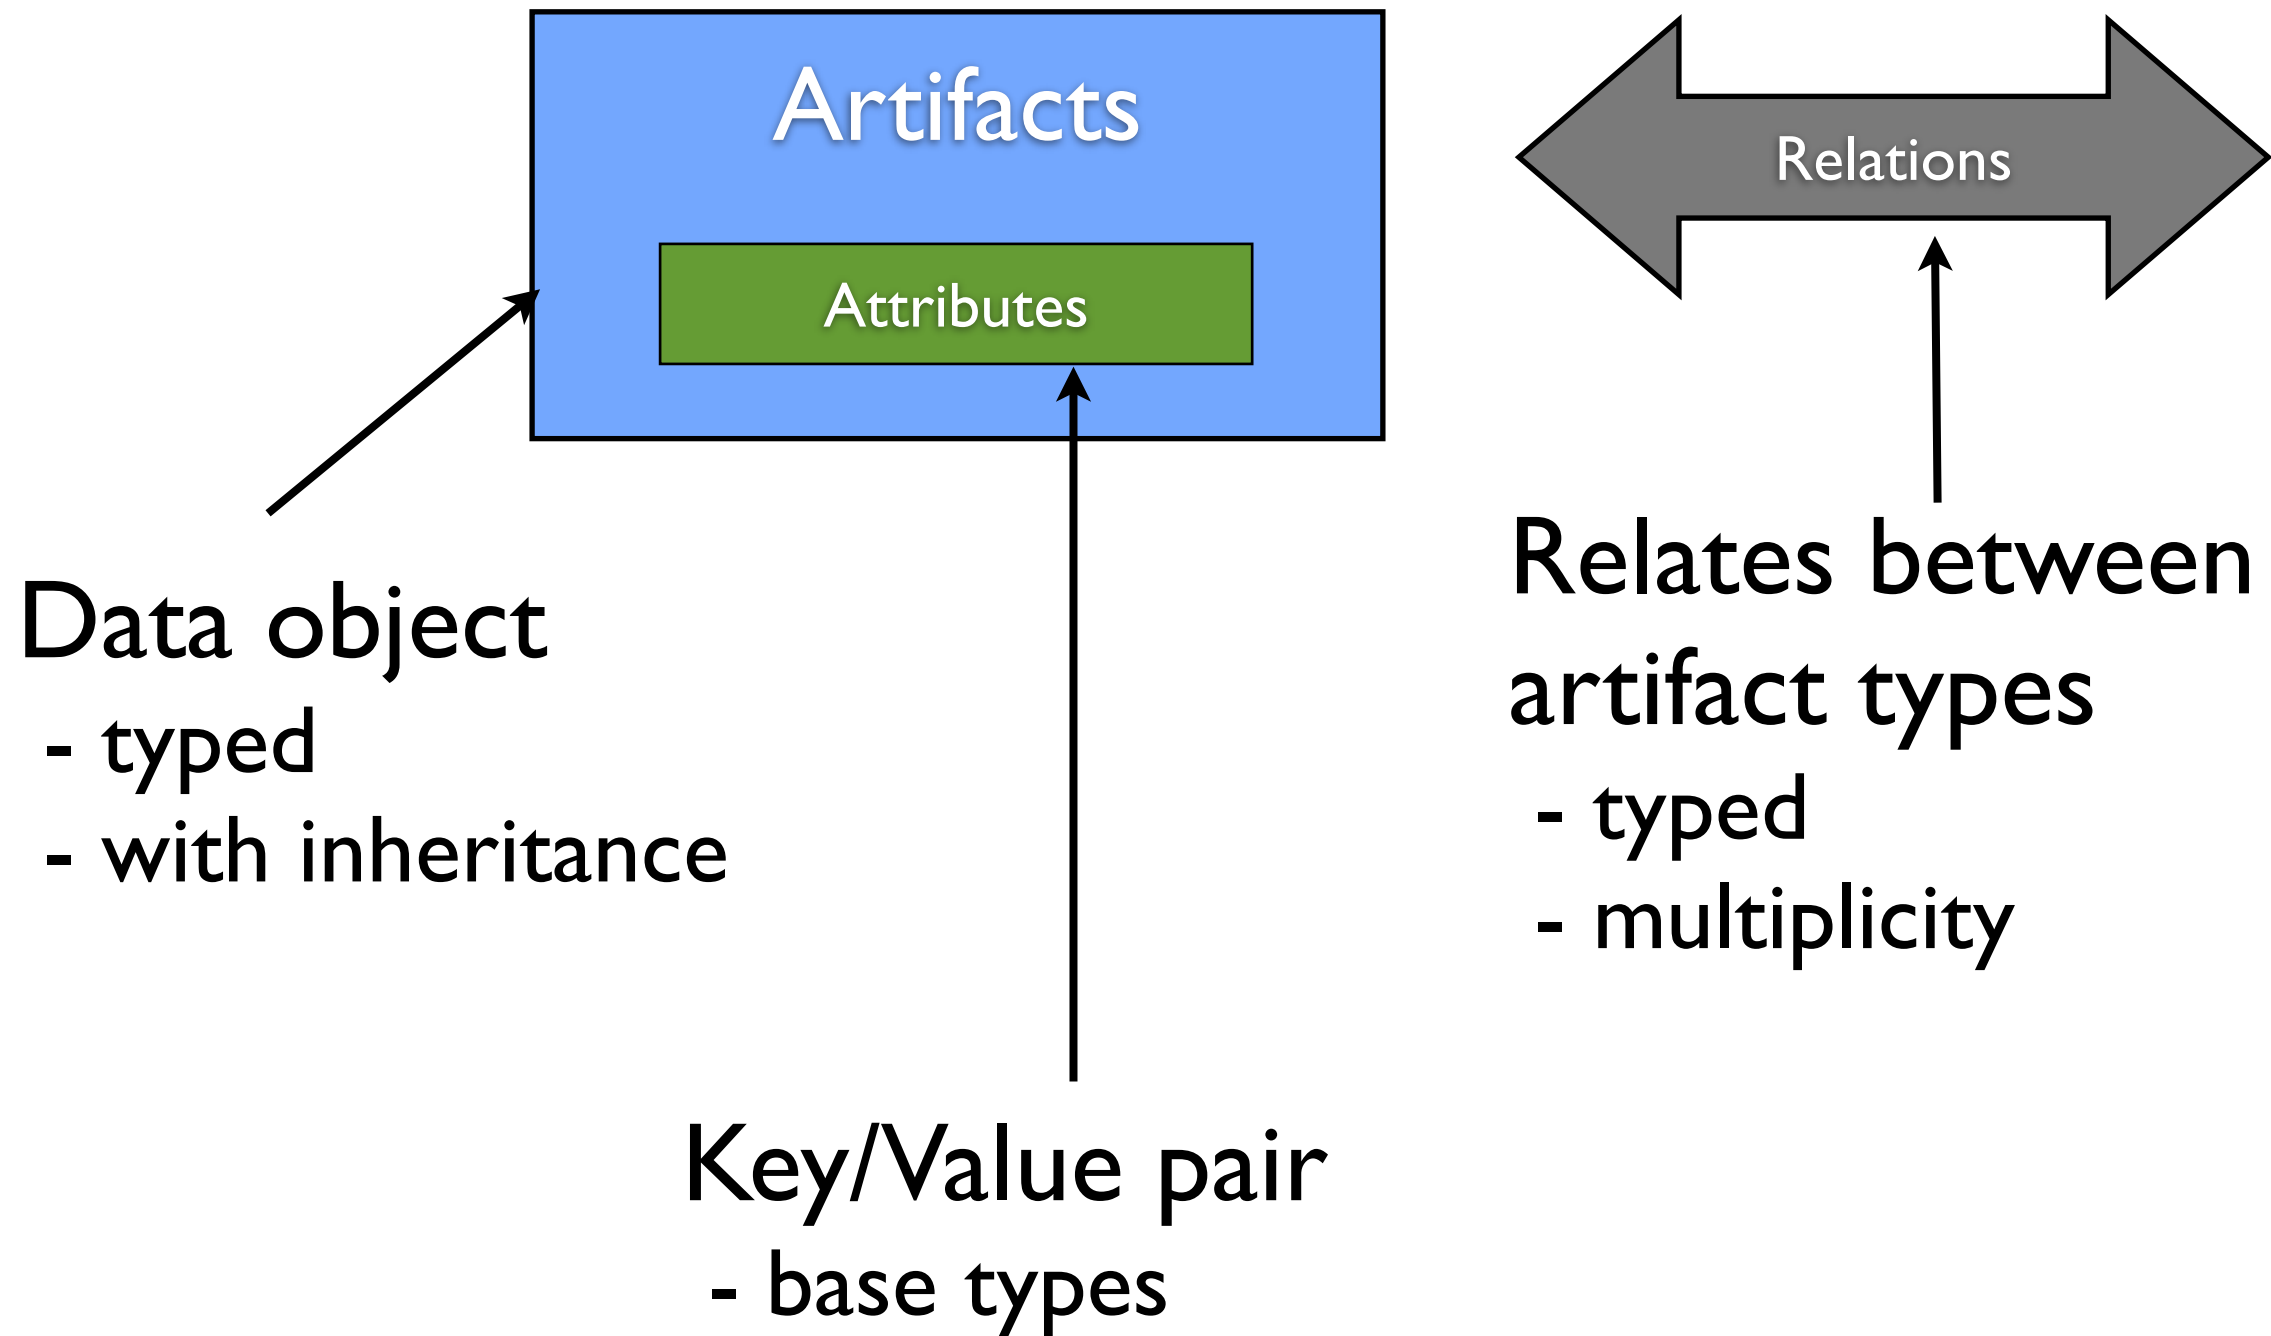 Artifacts
Relations
Attributes
Data object
- typed
- with inheritance
Relates between
artifact types
- typed
- multiplicity
Key/Value pair
- base types